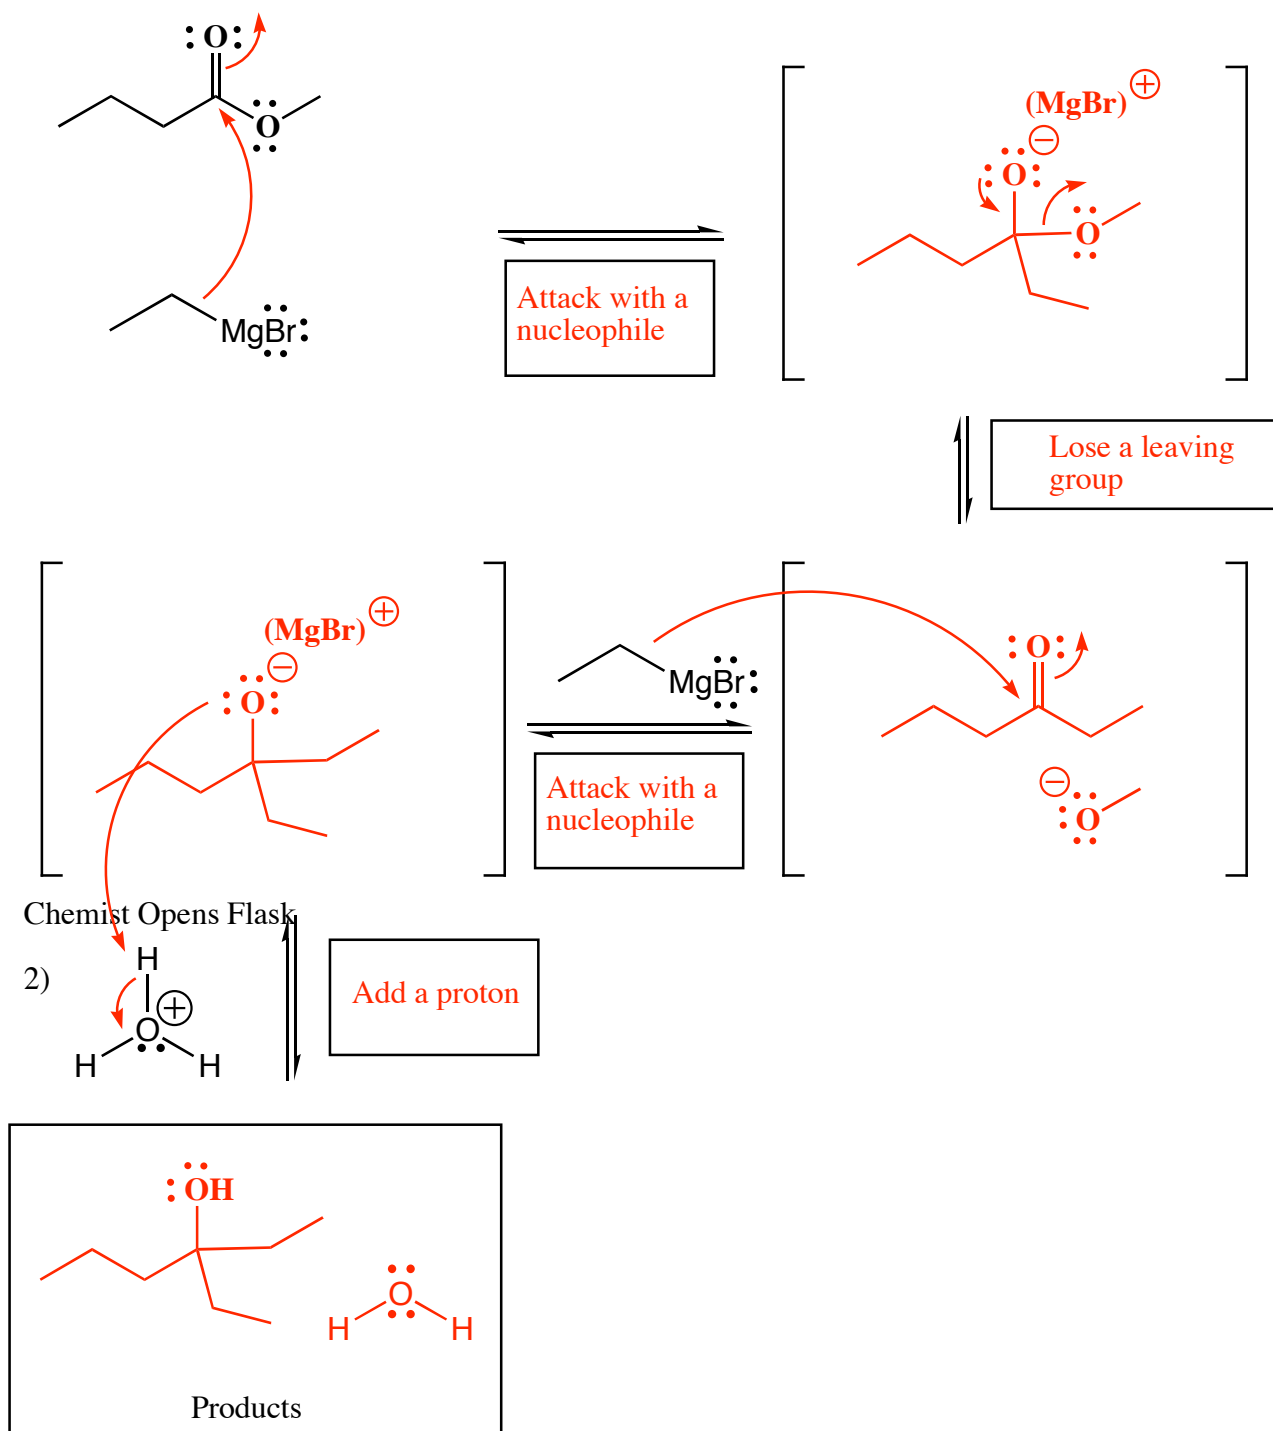 O
O
MgBr
Attack with a
nucleophile
(MgBr) +
−
O
O
Lose a leaving
group
(MgBr) +
−
O
MgBr
Attack with a
nucleophile
O
−
O
Chemist Opens Flask
2)
H
+
O
H H
Add a proton
OH
O
H H
Products